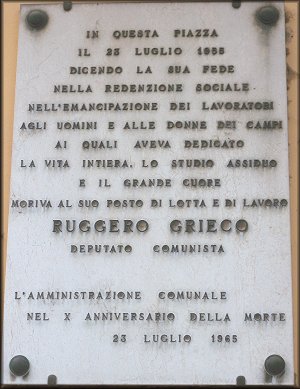 IN QUESTA PIAZZA
IL 23 LUGLIO 1955
DICENDO LA SUA FEDE
NELLA REDENZIONE SOCIALE
NELL'EMANCIPAZIONE DEI LAVORATORI
AGLI UOMINI E ALLE DONNE DEI CAMPI
AI QUALI AVEVA DEDICATO
LA VITA INTIERA, LO STUDIO ASSIDUO
E IL GRANDE CUORE
MORIVA AL SUO POSTO DI LOTTA E DI LAVORO
RUGGERO GRIECO
DEPUTATO COMUNISTA
L'AMMINISTRAZIONE COMUNALE
NEL X ANNIVERSARIO DELLA MORTE
23 LUGLIO 1965